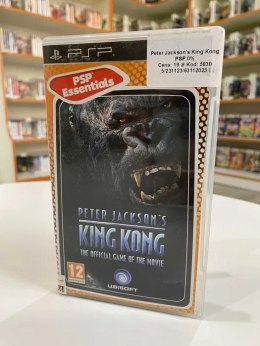 PSP
Peter Jackson's King Kong
PSP 0%
Cena: 19 zł Kod: 5830
PSP
Essentials
PETER JACKSON'S
KING KONG
THE OFFICIAL GAME OF THE MOVIE
12
UBISOFT